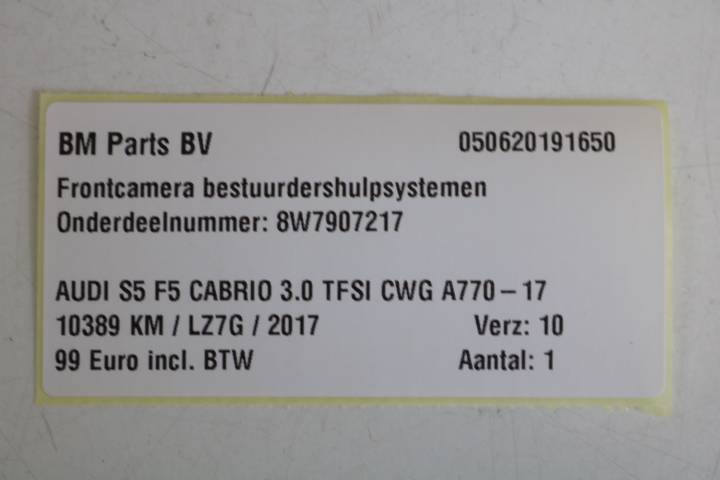 BM Parts BV 050620191650
Frontcamera bestuurdershulpsystemen
Onderdeelnummer: 8W7907217
AUDI S5 F5 CABRIO 3.0 TFSI CWG A770 – 17
10389 KM / LZ7G / 2017 Verz: 10
99 Euro incl. BTW Aantal: 1